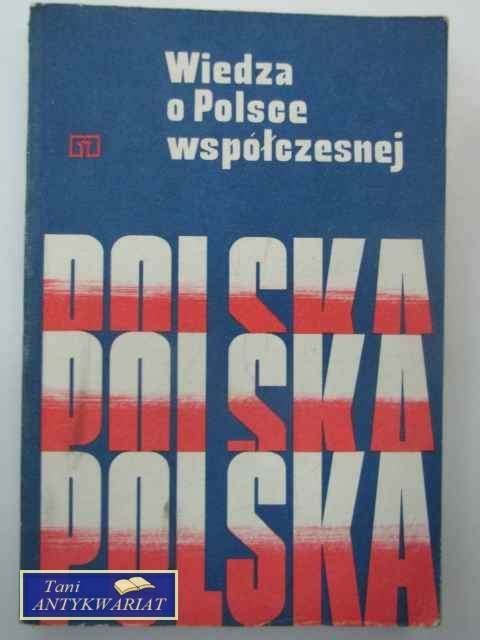 Wiedza
o Polsce
współczesnej
POLSKA
POLSKA
POLSKA
Tani
ANTYKWARIAT